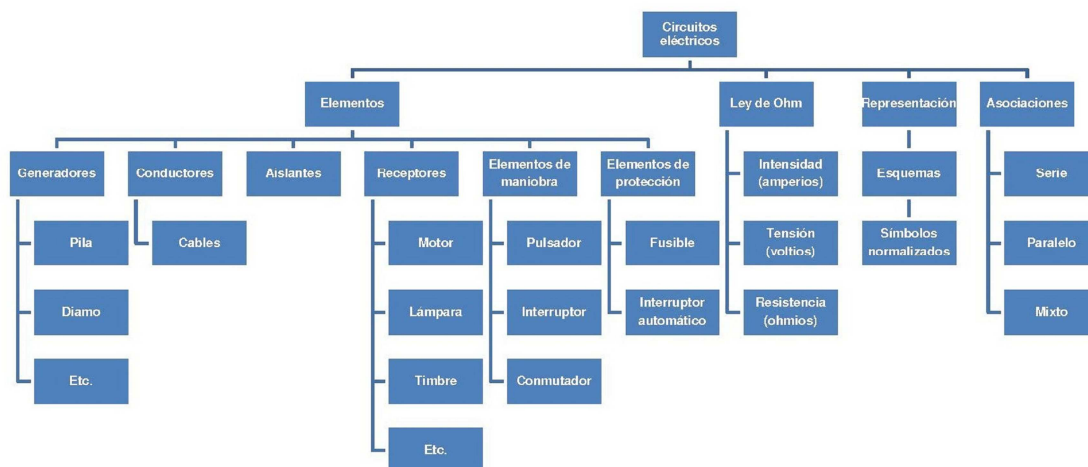 Circuitos
eléctricos
Elementos
Ley de Ohm
Representación
Asociaciones
Generadores
Conductores
Aislantes
Receptores
Elementos de
maniobra
Elementos de
protección
Intensidad
(amperios)
Esquemas
Serie
Pila
Cables
Motor
Pulsador
Fusible
Tensión
(voltios)
Símbolos
normalizados
Paralelo
Diamo
Lámpara
Interruptor
Interruptor
automático
Resistencia
(ohmios)
Mixto
Etc.
Timbre
Conmutador
Etc.